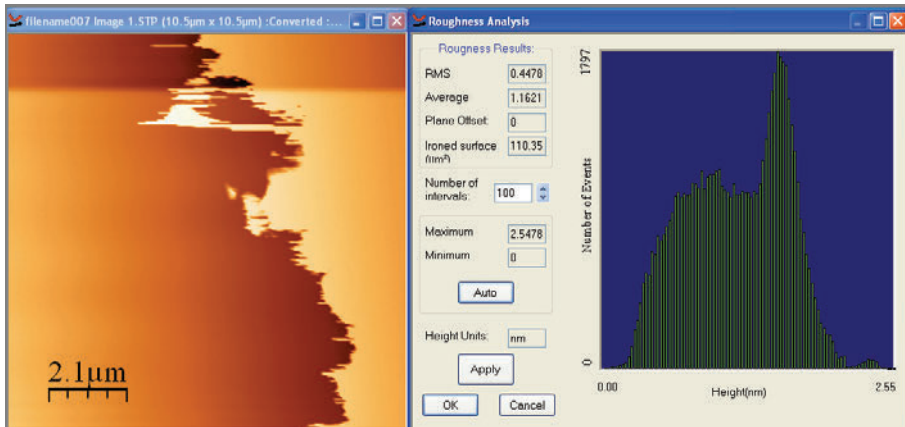 filename007 Image 1.STP (10.5µm x 10.5µm) :Converted :...
2.1µm
Roughness Analysis
Rougness Results:
RMS 0.4478
Average 1.1621
Plane Offset: 0
Ironed surface 110.35
(µm²)
Number of
intervals: 100
Maximum 2.5478
Minimum 0
Auto
Height Units: nm
Apply
OK Cancel
1797
Number of Events
0
0.00 2.55
Height(nm)